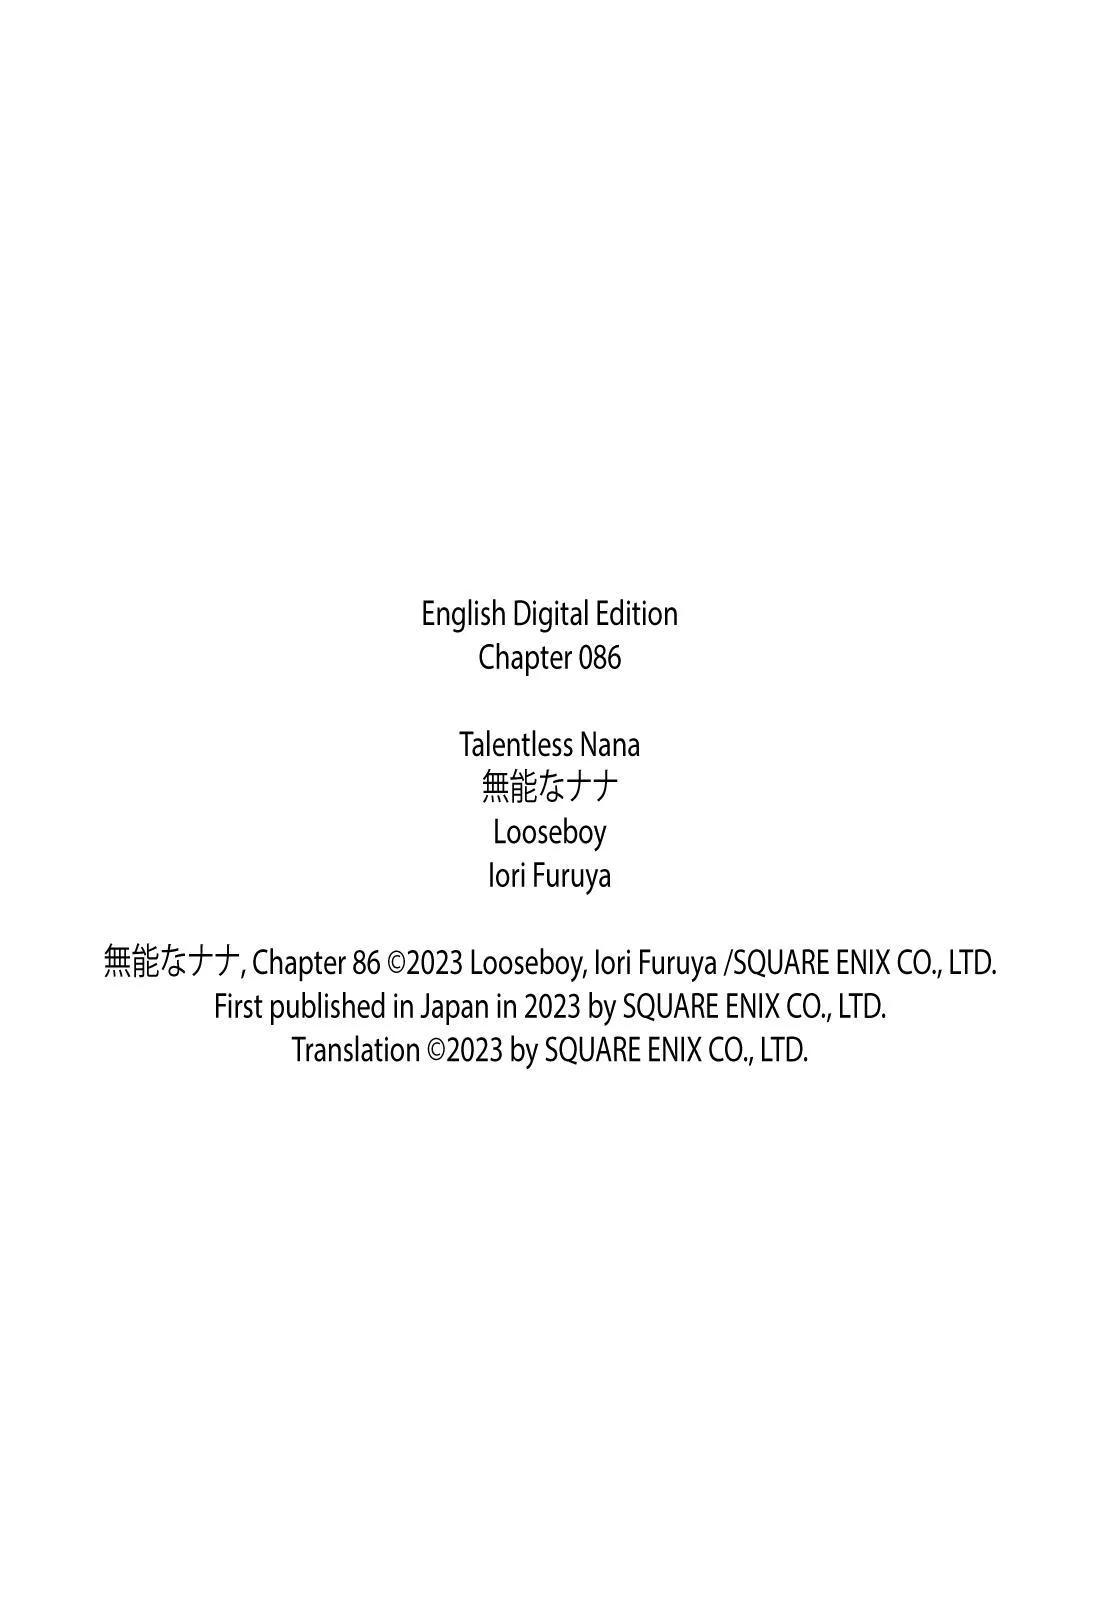 English Digital Edition
Chapter 086
Talentless Nana
無能なナナ
Looseboy
Iori Furuya
無能なナナ, Chapter 86 ©2023 Looseboy, Iori Furuya /SQUARE ENIX CO., LTD.
First published in Japan in 2023 by SQUARE ENIX CO., LTD.
Translation ©2023 by SQUARE ENIX CO., LTD.